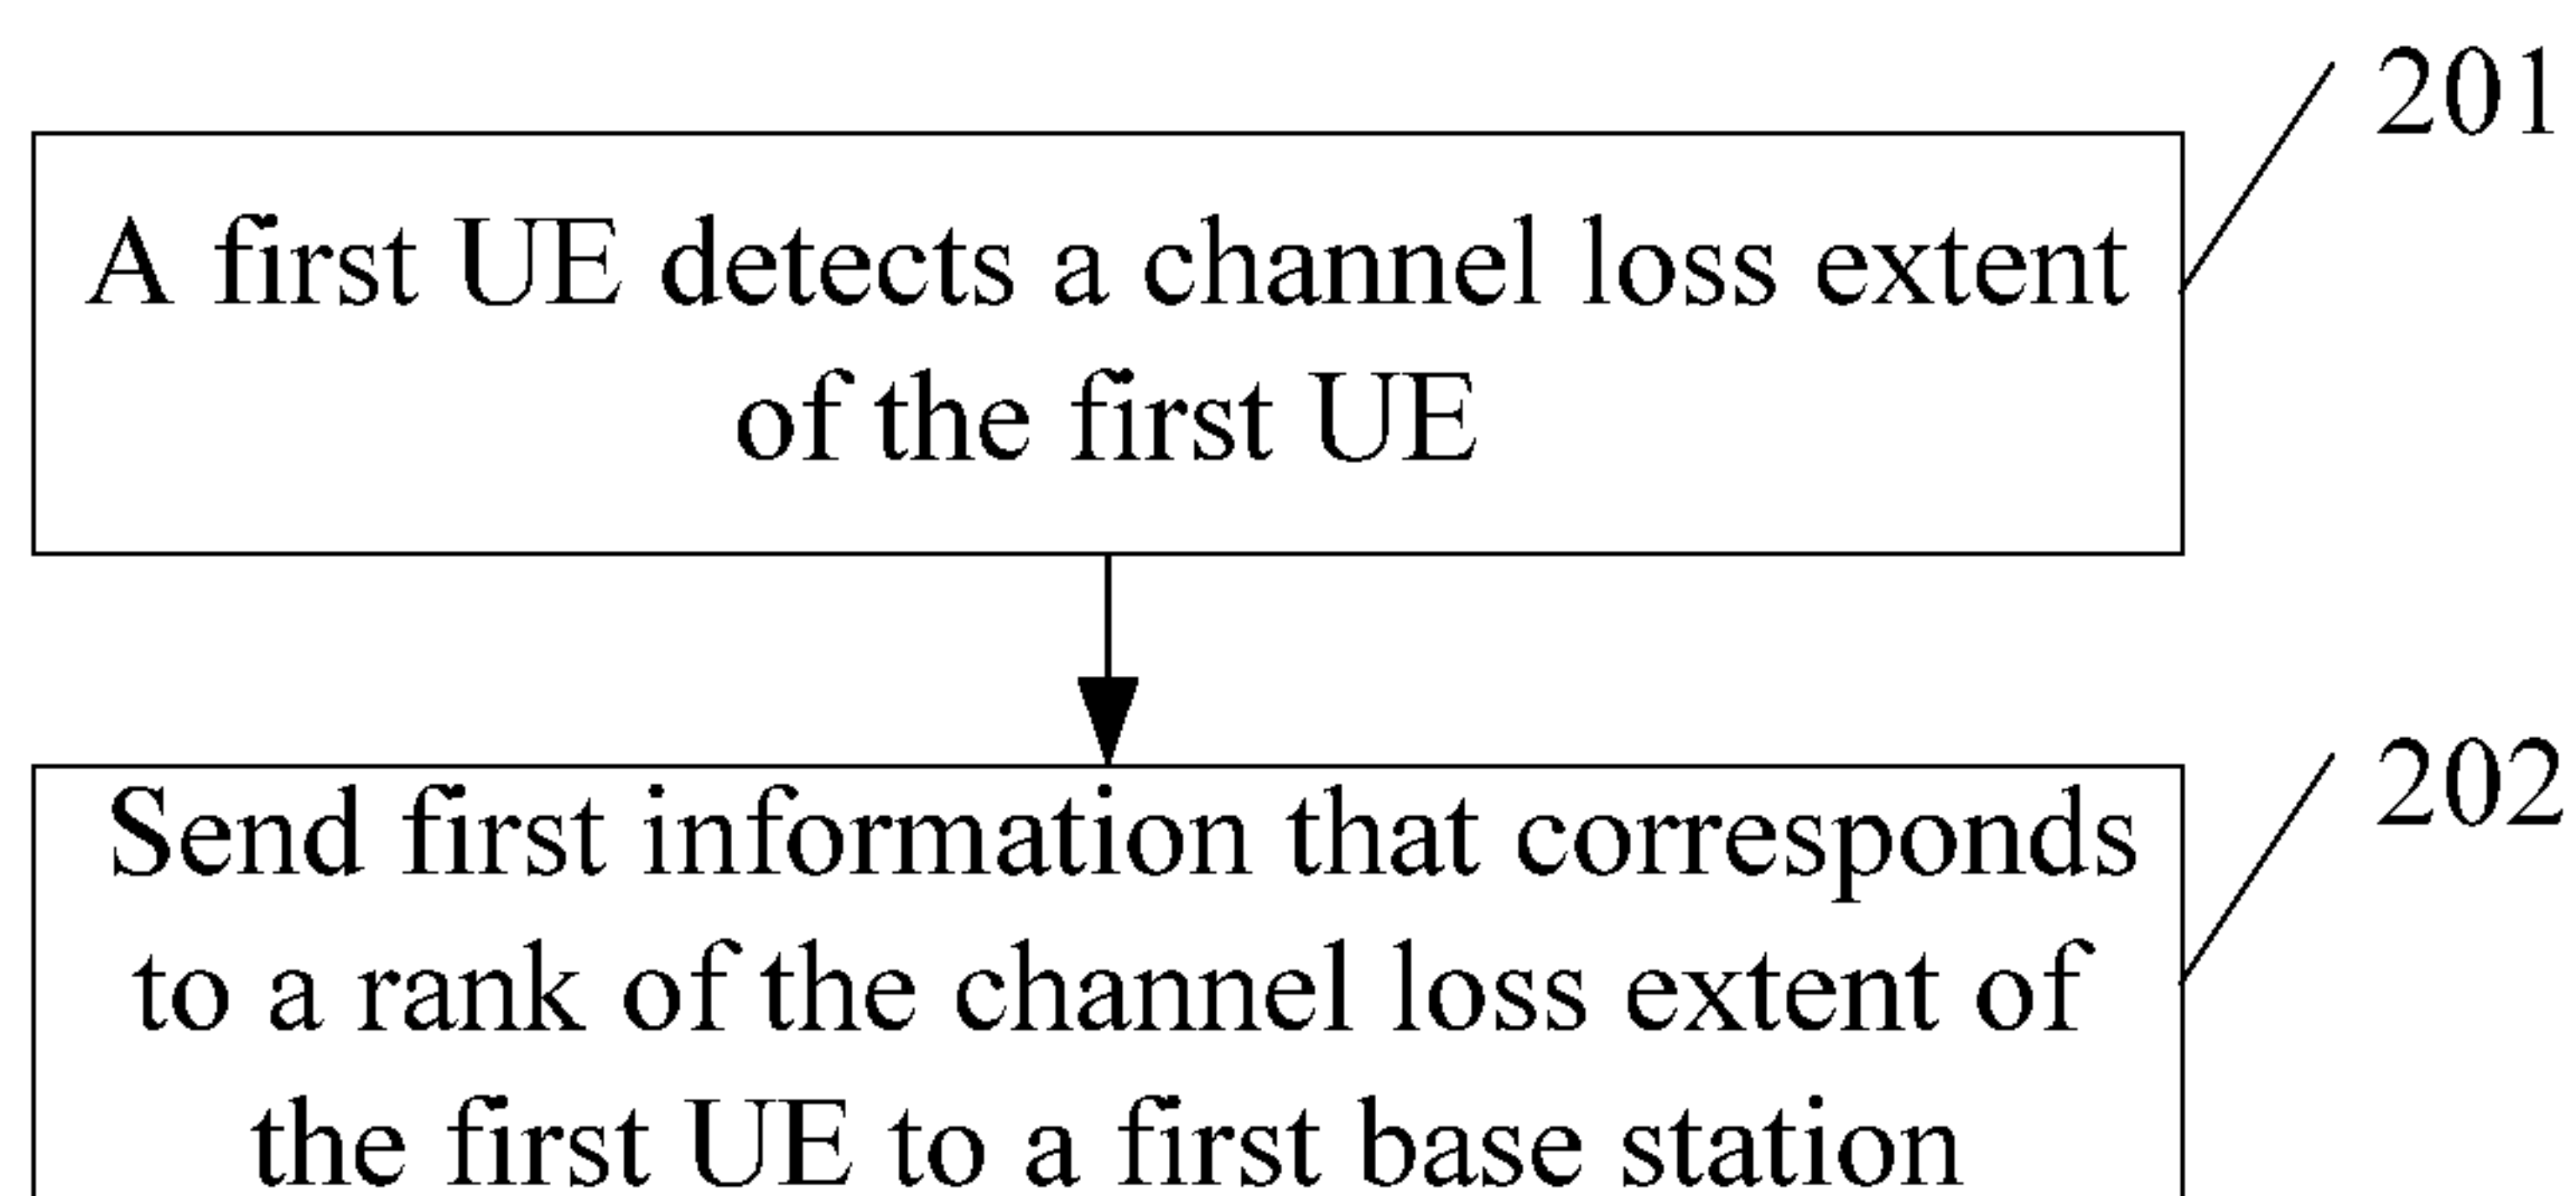 201
A first UE detects a channel loss extent
of the first UE
202
Send first information that corresponds
to a rank of the channel loss extent of
the first UE to a first base station